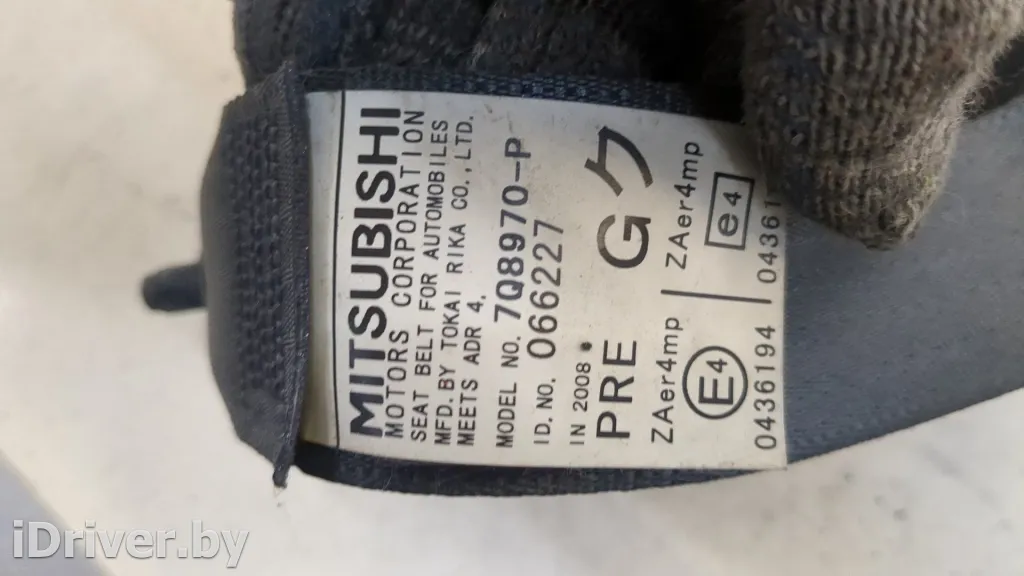 MITSUBISHI
MOTORS CORPORATION
SEAT BELT FOR AUTOMOBILES
MFD.BY TOKAI RIKA CO.,LTD.
MEETS ADR 4.
MODEL NO. 7Q8970-P
ID.NO. 066227
IN 2008.
PRE G ク
ZAer4mp ZAer4mp
E4 e4
0436194 04361
iDriver.by